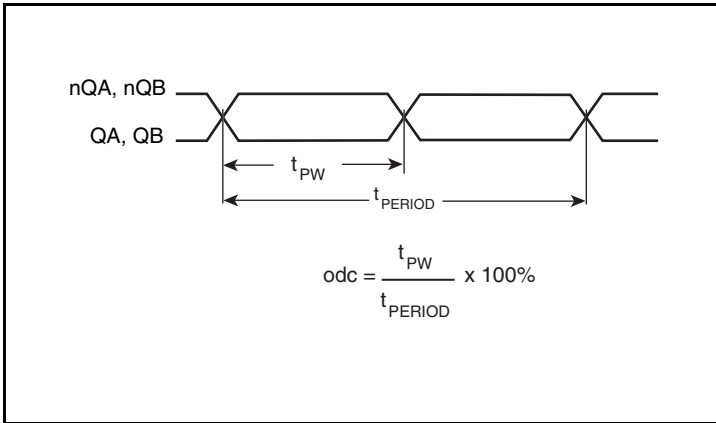 nQA, nQB
QA, QB
tPW
tPERIOD
odc = tPW / tPERIOD x 100%